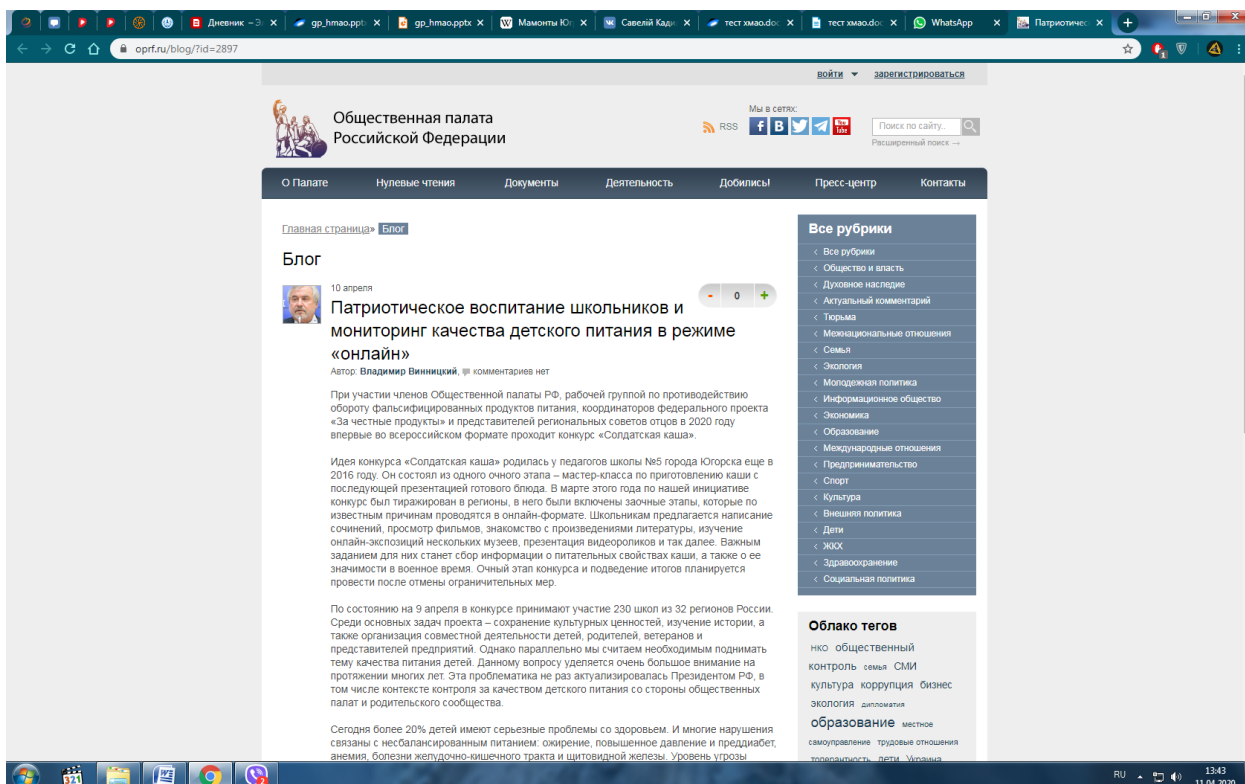 Дневник – Э
gp_hmao.ppt
gp_hmao.pptx
Мамонты Юг
Савелій Кади
тест хмао.doc
тест хмао.doc
WhatsApp
Патриотичес
oprf.ru/blog/?id=2897
войти
зарегистрироваться
Общественная палата
Российской Федерации
Мы в сетях:
RSS
You
Tube
Поиск по сайту..
Расширенный поиск →
О Палате
Нулевые чтения
Документы
Деятельность
Добились!
Пресс-центр
Контакты
Главная страница» Блог
Блог
10 апреля
- 0 +
Патриотическое воспитание школьников и
мониторинг качества детского питания в режиме
«онлайн»
Автор: Владимир Винницкий, комментариев нет
При участии членов Общественной палаты РФ, рабочей группой по противодействию
обороту фальсифицированных продуктов питания, координаторов федерального проекта
«За честные продукты» и представителей региональных советов отцов в 2020 году
впервые во всероссийском формате проходит конкурс «Солдатская каша».
Идея конкурса «Солдатская каша» родилась у педагогов школы №5 города Югорска еще в
2016 году. Он состоял из одного очного этапа – мастер-класса по приготовлению каши с
последующей презентацией готового блюда. В марте этого года по нашей инициативе
конкурс был тиражирован в регионы, в него были включены заочные этапы, которые по
известным причинам проводятся в онлайн-формате. Школьникам предлагается написание
сочинений, просмотр фильмов, знакомство с произведениями литературы, изучение
онлайн-экспозиций нескольких музеев, презентация видеороликов и так далее. Важным
заданием для них станет сбор информации о питательных свойствах каши, а также о ее
значимости в военное время. Очный этап конкурса и подведение итогов планируется
провести после отмены ограничительных мер.
По состоянию на 9 апреля в конкурсе принимают участие 230 школ из 32 регионов России.
Среди основных задач проекта – сохранение культурных ценностей, изучение истории, а
также организация совместной деятельности детей, родителей, ветеранов и
представителей предприятий. Однако параллельно мы считаем необходимым поднимать
тему качества питания детей. Данному вопросу уделяется очень большое внимание на
протяжении многих лет. Эта проблематика не раз актуализировалась Президентом РФ, в
том числе контексте контроля за качеством детского питания со стороны общественных
палат и родительского сообщества.
Сегодня более 20% детей имеют серьезные проблемы со здоровьем. И многие нарушения
связаны с несбалансированным питанием: ожирение, повышенное давление и преддиабет,
анемия, болезни желудочно-кишечного тракта и щитовидной железы. Уровень угрозы
Все рубрики
Все рубрики
Общество и власть
Духовное наследие
Актуальный комментарий
Тюрьма
Межнациональные отношения
Семья
Экология
Молодежная политика
Информационное общество
Экономика
Образование
Международные отношения
Предпринимательство
Спорт
Культура
Внешняя политика
Дети
ЖКХ
Здравоохранение
Социальная политика
Облако тегов
НКО общественный
контроль семья СМИ
культура коррупция бизнес
экология дипломатия
образование местное
самоуправление трудовые отношения
толерантность дети Украина
321
RU
13:43
11.04.2020